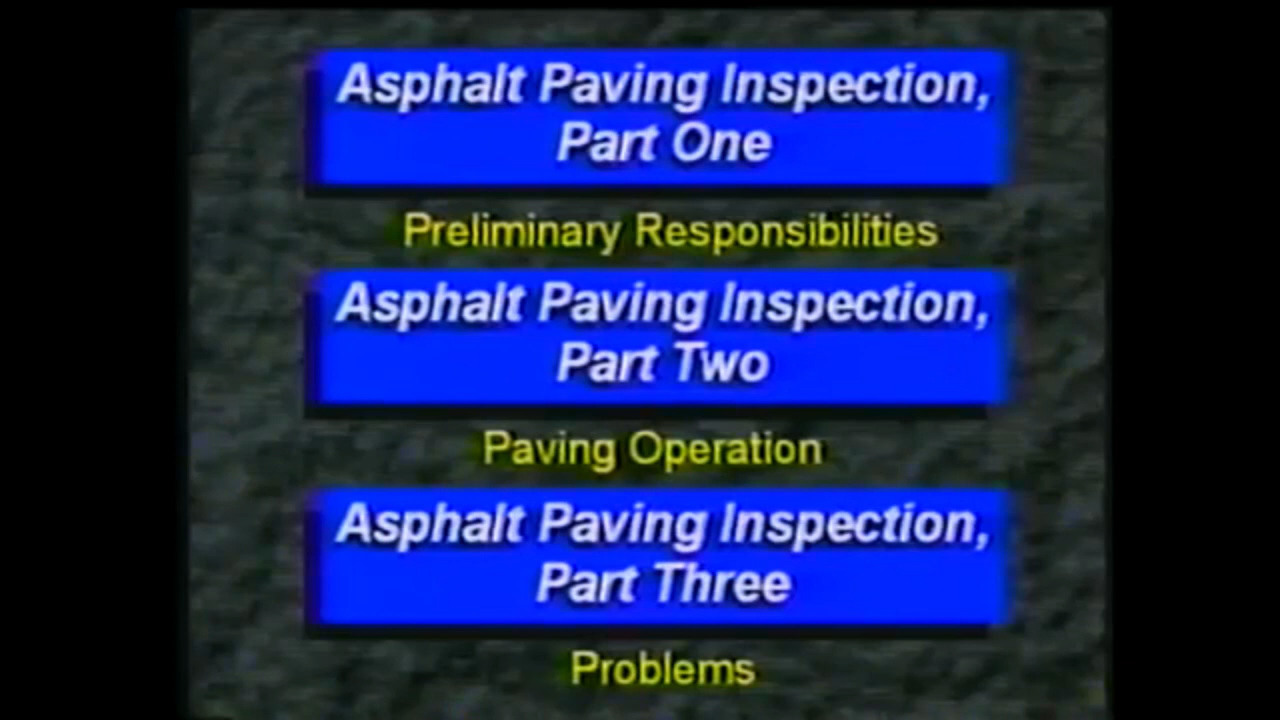 Asphalt Paving Inspection,
Part One
Preliminary Responsibilities
Asphalt Paving Inspection,
Part Two
Paving Operation
Asphalt Paving Inspection,
Part Three
Problems